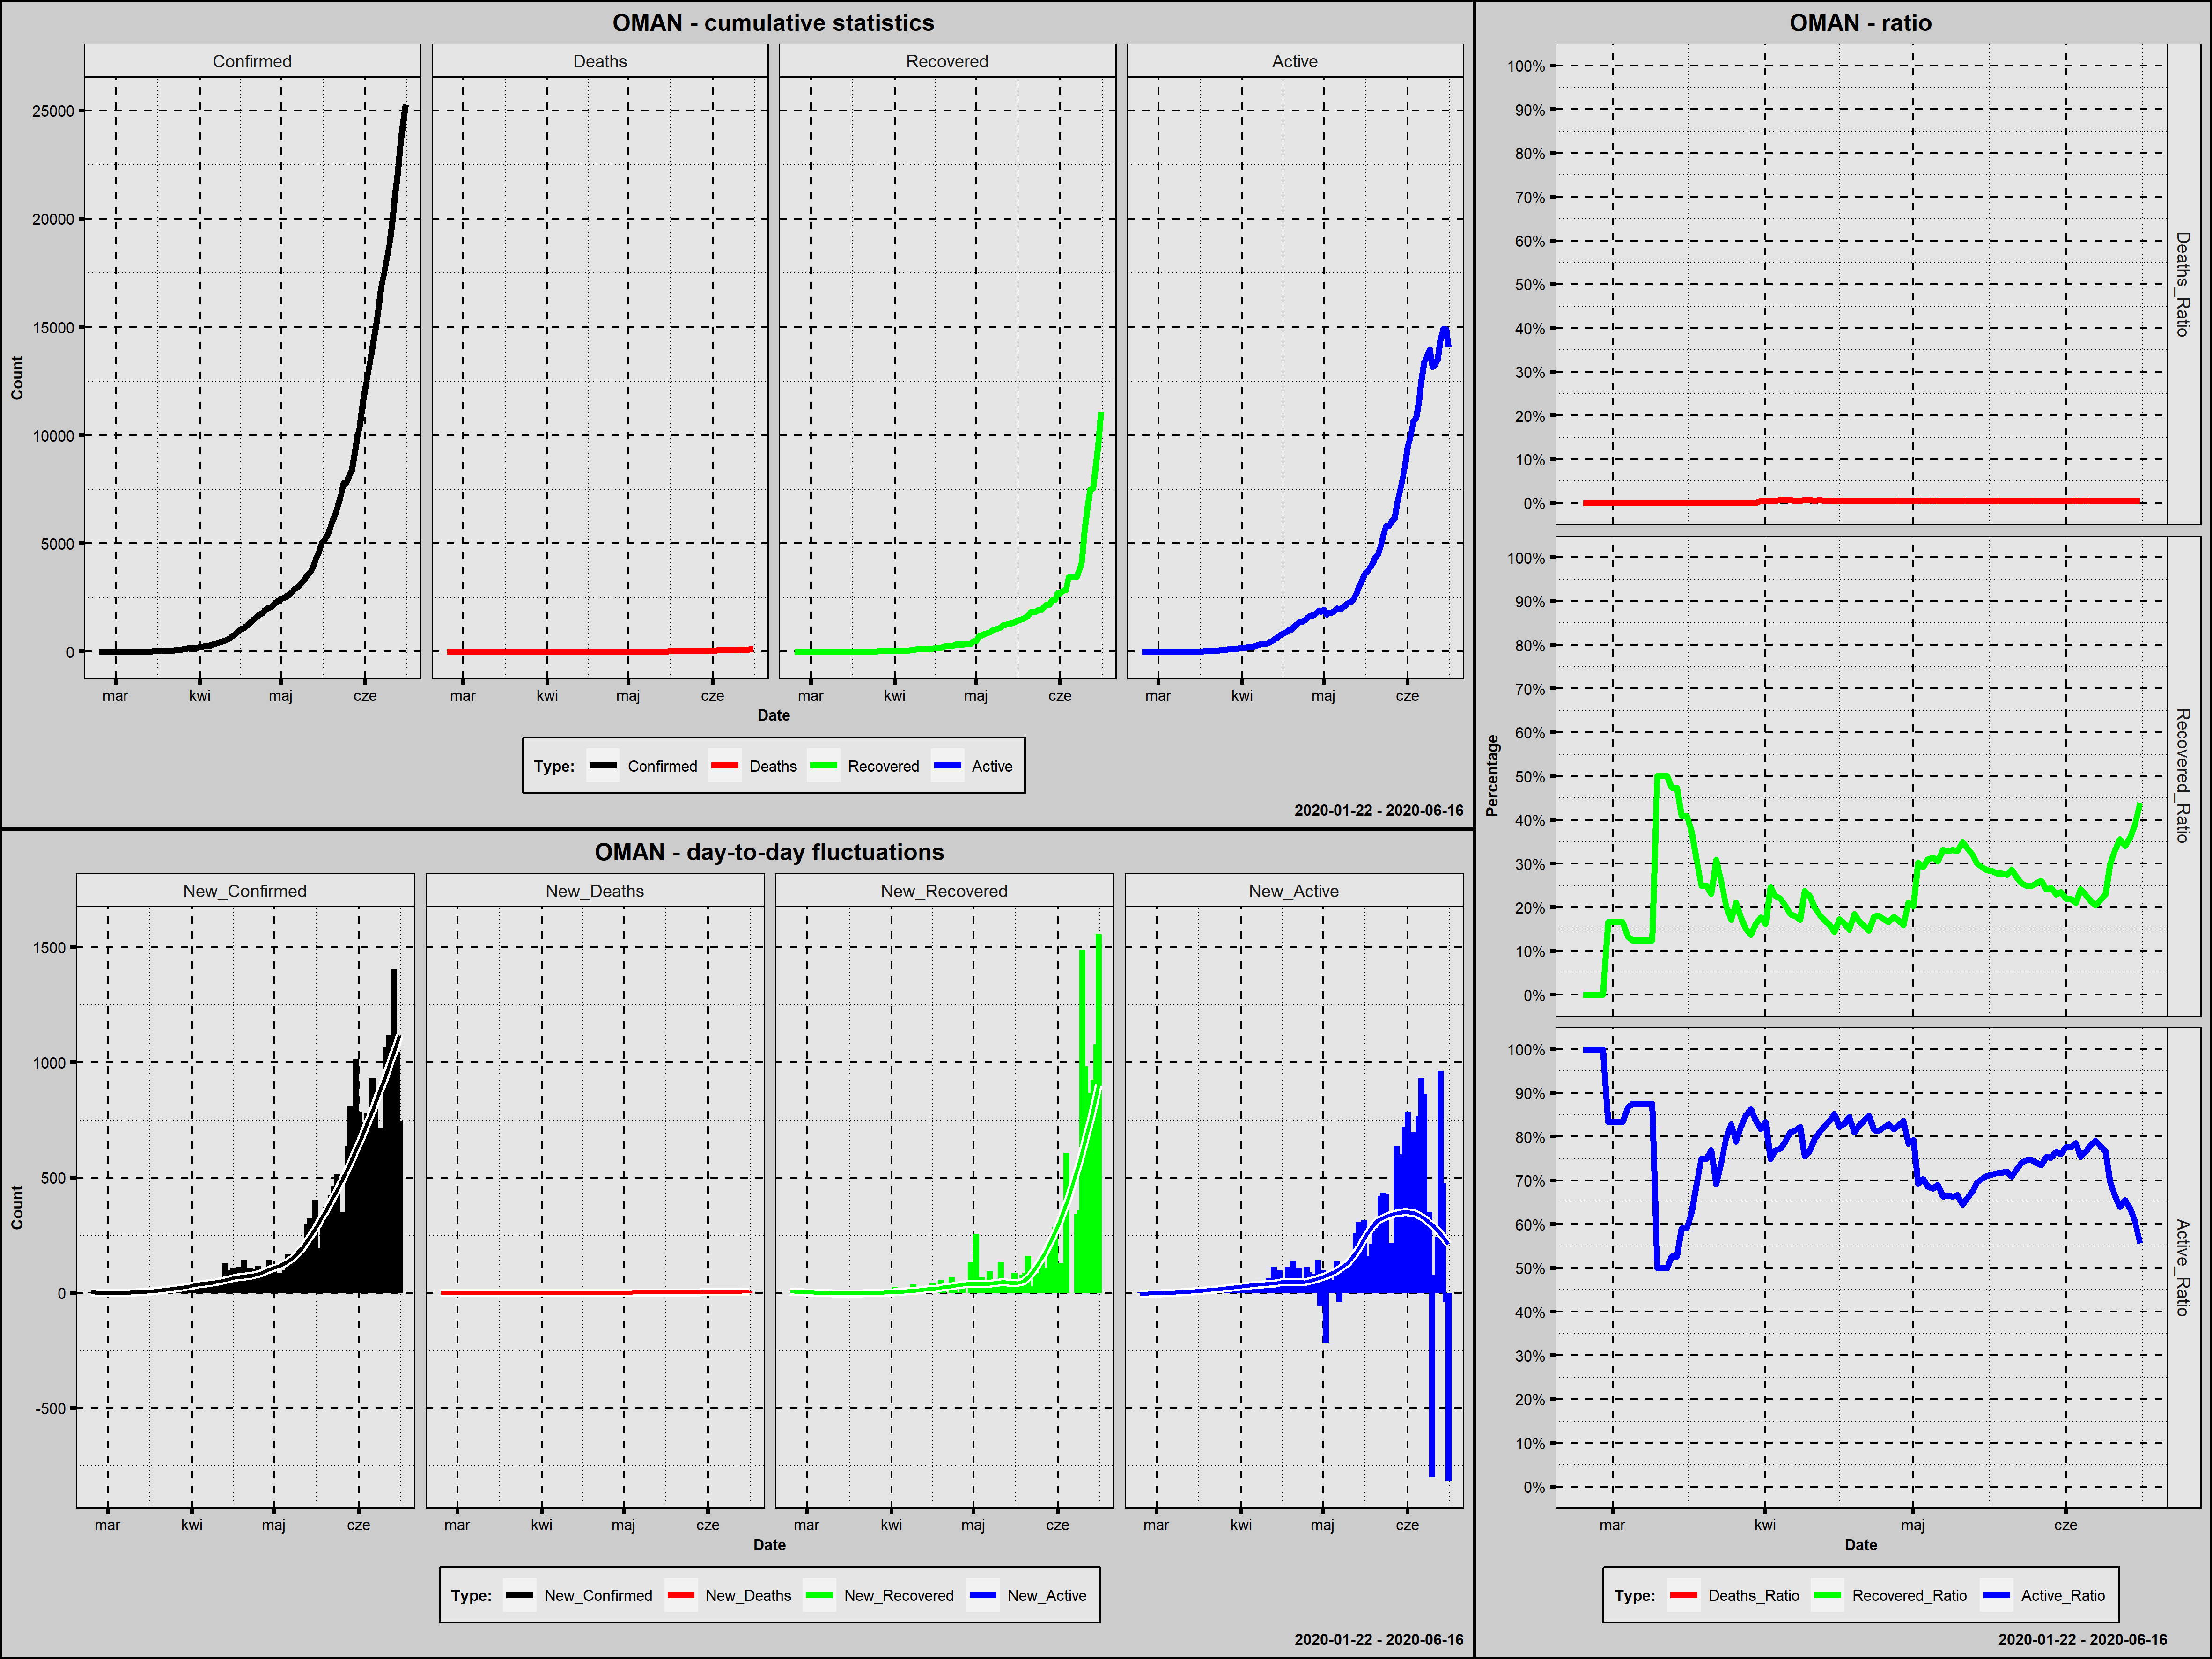 OMAN - cumulative statistics
Confirmed Deaths Recovered Active
Count
25000
20000
15000
10000
5000
0
mar kwi maj cze mar kwi maj cze mar kwi maj cze mar kwi maj cze
Date
Type: Confirmed Deaths Recovered Active
2020-01-22 - 2020-06-16
OMAN - day-to-day fluctuations
New_Confirmed New_Deaths New_Recovered New_Active
Count
1500
1000
500
0
-500
mar kwi maj cze mar kwi maj cze mar kwi maj cze mar kwi maj cze
Date
Type: New_Confirmed New_Deaths New_Recovered New_Active
2020-01-22 - 2020-06-16
OMAN - ratio
Percentage
100%
90%
80%
70%
60%
50%
40%
30%
20%
10%
0%
Deaths_Ratio
100%
90%
80%
70%
60%
50%
40%
30%
20%
10%
0%
Recovered_Ratio
100%
90%
80%
70%
60%
50%
40%
30%
20%
10%
0%
Active_Ratio
mar kwi maj cze
Date
Type: Deaths_Ratio Recovered_Ratio Active_Ratio
2020-01-22 - 2020-06-16